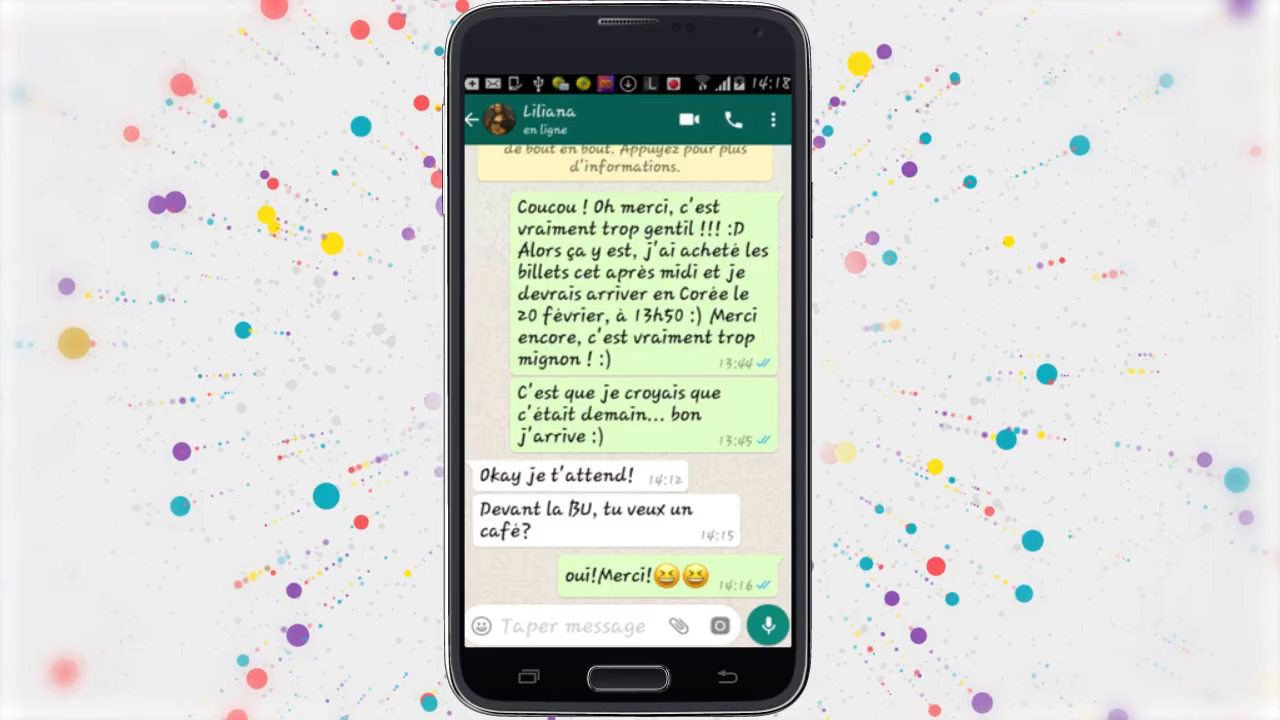 14:18
Liliana
en ligne
de bout en bout. Appuyez pour plus
d'informations.
Coucou ! Oh merci, c'est
vraiment trop gentil !!! :D
Alors ça y est, j'ai acheté les
billets cet après midi et je
devrais arriver en Corée le
20 février, à 13h50 :) Merci
encore, c'est vraiment trop
mignon ! :)
13:44
C'est que je croyais que
c'était demain... bon
j'arrive :)
13:45
Okay je t'attend!
14:12
Devant la BU, tu veux un
café?
14:15
oui!Merci!😆😆
14:16
Taper message